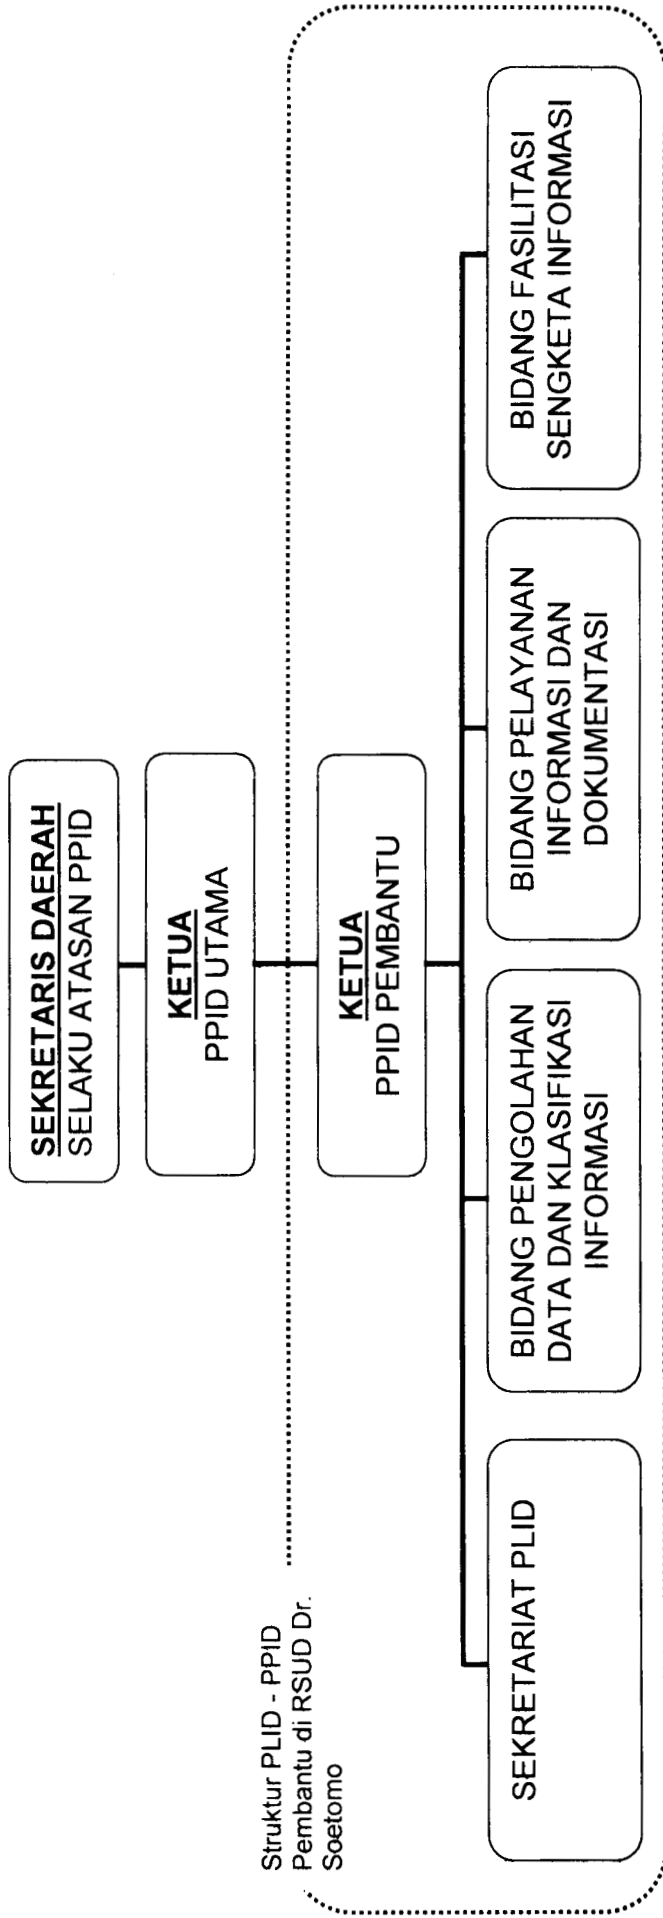 SEKRETARIS DAERAH
SELAKU ATASAN PPID
KETUA
PPID UTAMA
Struktur PLID - PPID
Pembantu di RSUD Dr.
Soetomo
KETUA
PPID PEMBANTU
SEKRETARIAT PLID
BIDANG PENGOLAHAN
DATA DAN KLASIFIKASI
INFORMASI
BIDANG PELAYANAN
INFORMASI DAN
DOKUMENTASI
BIDANG FASILITASI
SENGKETA INFORMASI